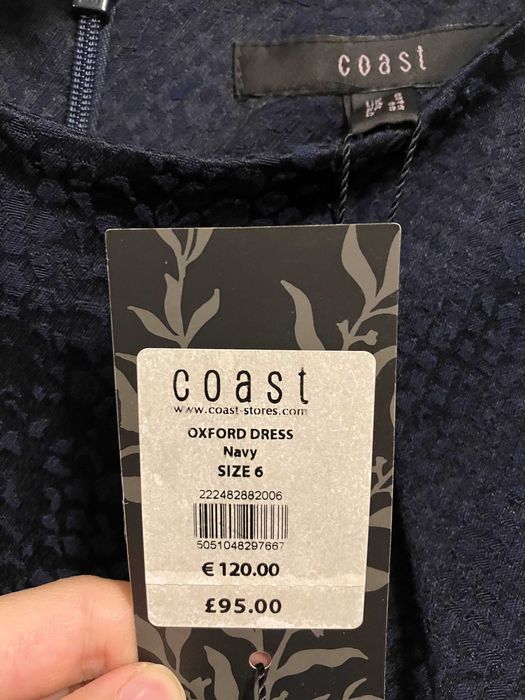 coast
coast
www.coast-stores.com
OXFORD DRESS
Navy
SIZE 6
222482882006
5051048297667
€ 120.00
£95.00